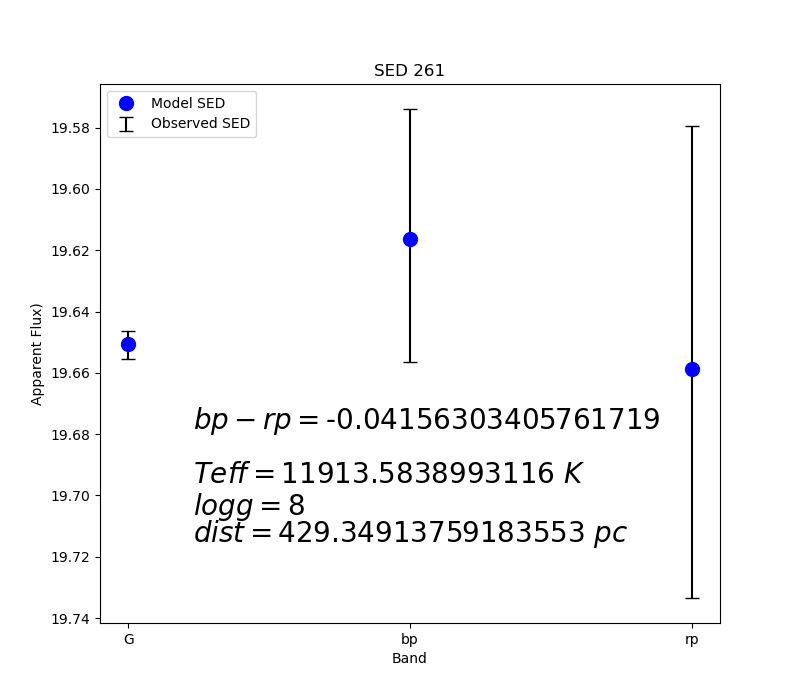 SED 261
Model SED
Observed SED
19.58
19.60
19.62
19.64
19.66
19.68
19.70
19.72
19.74
Apparent Flux)
bp − rp = -0.04156303405761719
Teff = 11913.5838993116 K
logg = 8
dist = 429.34913759183553 pc
G bp rp
Band